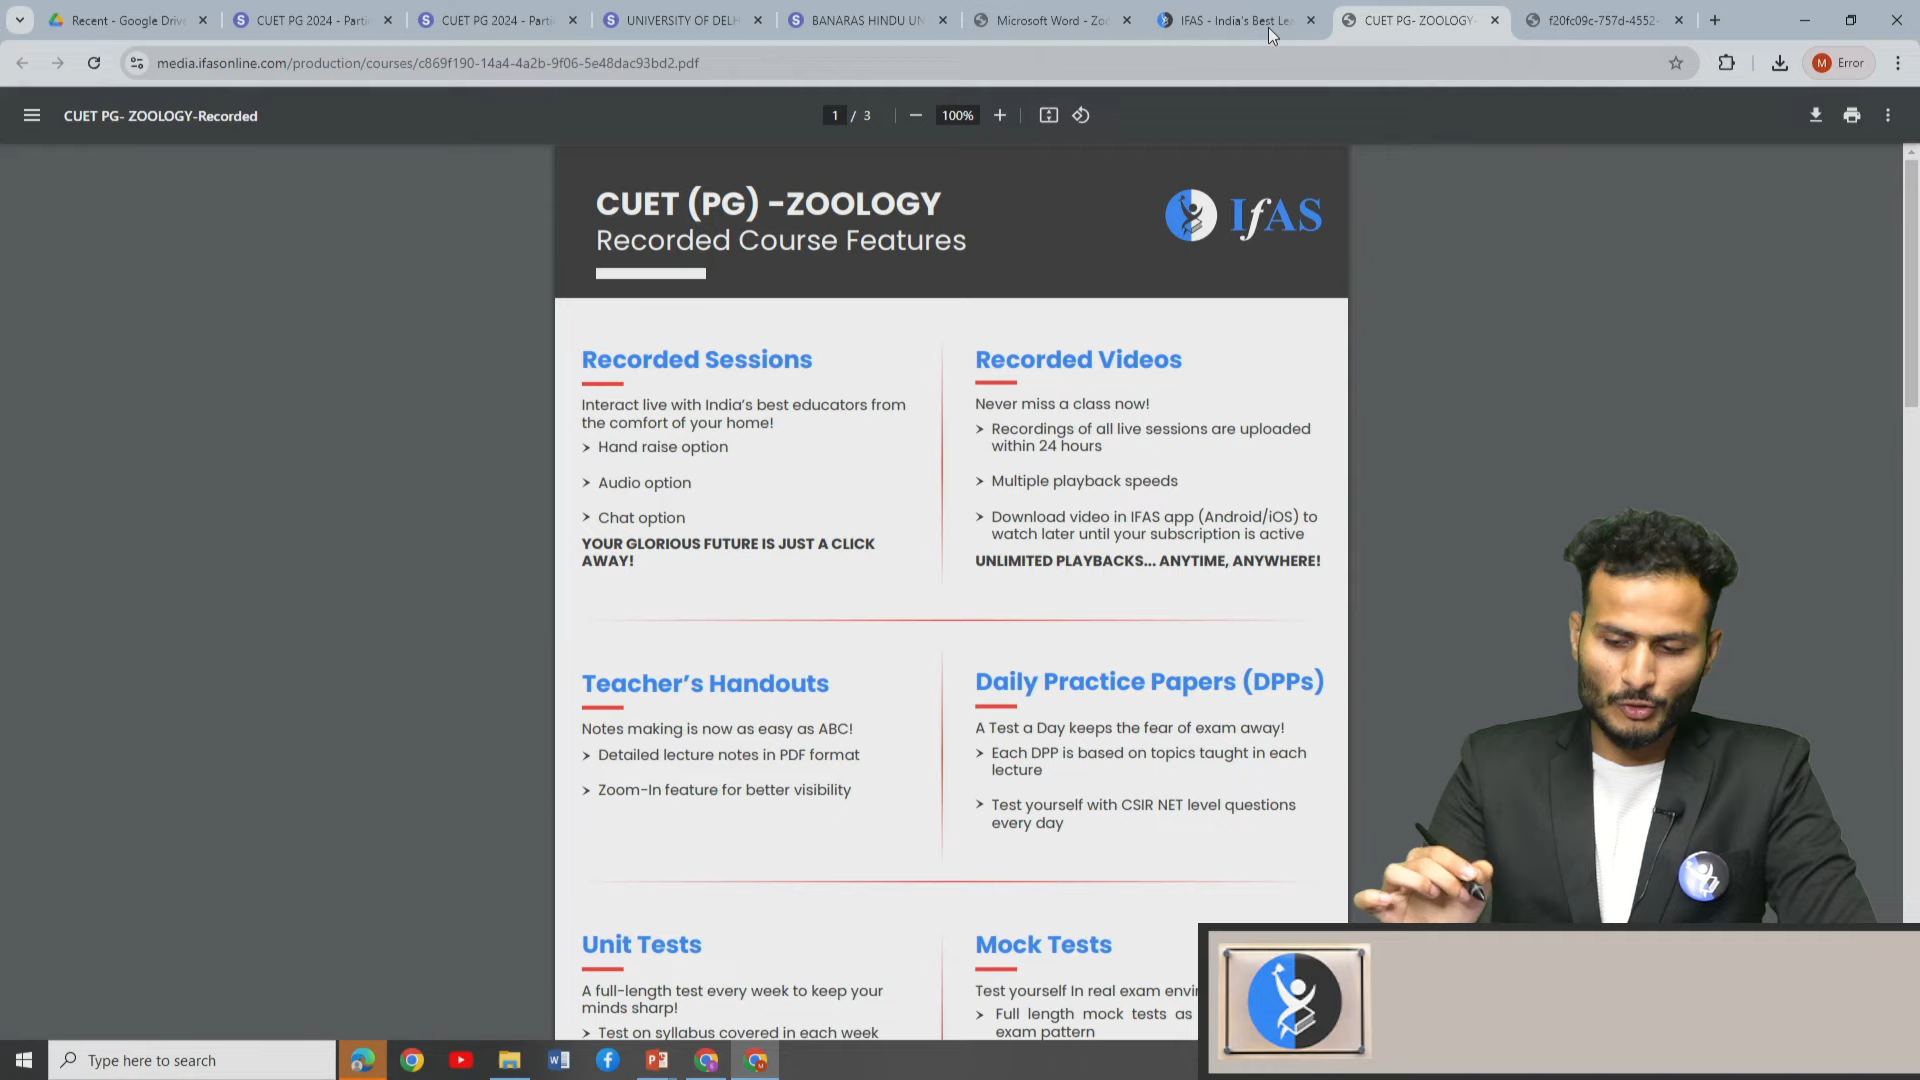 Recent - Google Drive
CUET PG 2024 - Parti
CUET PG 2024 - Parti
UNIVERSITY OF DELH
BANARAS HINDU UN
Microsoft Word - Zoo
IFAS - India's Best Le
CUET PG- ZOOLOGY-
f20fc09c-757d-4552-
media.ifasonline.com/production/courses/c869f190-14a4-4a2b-9f06-5e48dac93bd2.pdf
M Error
CUET PG- ZOOLOGY-Recorded
1 / 3
100%
CUET (PG) -ZOOLOGY
Recorded Course Features
IfAS
Recorded Sessions
Interact live with India's best educators from
the comfort of your home!
➢ Hand raise option
➢ Audio option
➢ Chat option
YOUR GLORIOUS FUTURE IS JUST A CLICK
AWAY!
Recorded Videos
Never miss a class now!
➢ Recordings of all live sessions are uploaded
within 24 hours
➢ Multiple playback speeds
➢ Download video in IFAS app (Android/iOS) to
watch later until your subscription is active
UNLIMITED PLAYBACKS... ANYTIME, ANYWHERE!
Teacher's Handouts
Notes making is now as easy as ABC!
➢ Detailed lecture notes in PDF format
➢ Zoom-In feature for better visibility
Daily Practice Papers (DPPs)
A Test a Day keeps the fear of exam away!
➢ Each DPP is based on topics taught in each
lecture
➢ Test yourself with CSIR NET level questions
every day
Unit Tests
A full-length test every week to keep your
minds sharp!
➢ Test on syllabus covered in each week
Mock Tests
Test yourself In real exam envi
➢ Full length mock tests as
exam pattern
Type here to search